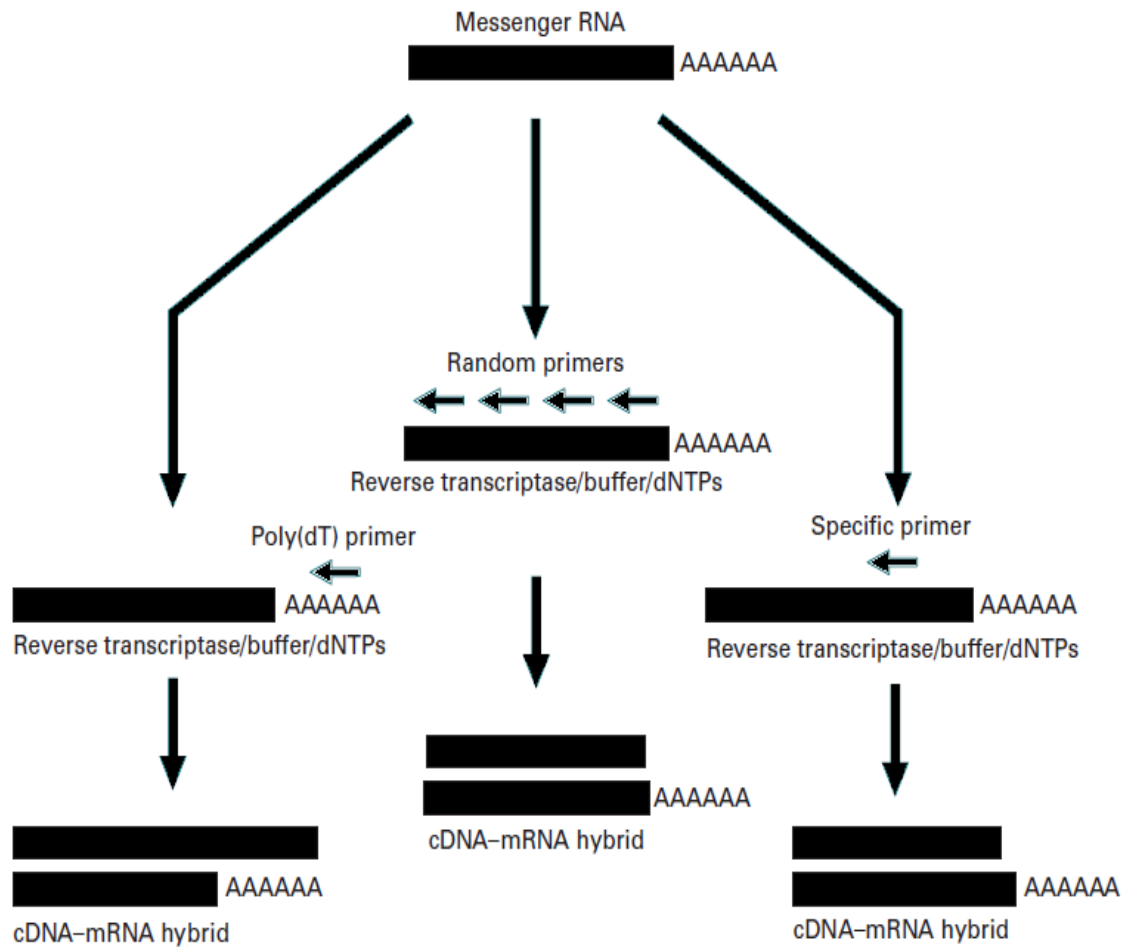 Messenger RNA
AAAAAA
Random primers
AAAAAA
Reverse transcriptase/buffer/dNTPs
Poly(dT) primer
AAAAAA
Reverse transcriptase/buffer/dNTPs
Specific primer
AAAAAA
Reverse transcriptase/buffer/dNTPs
AAAAAA
cDNA–mRNA hybrid
AAAAAA
cDNA–mRNA hybrid
AAAAAA
cDNA–mRNA hybrid